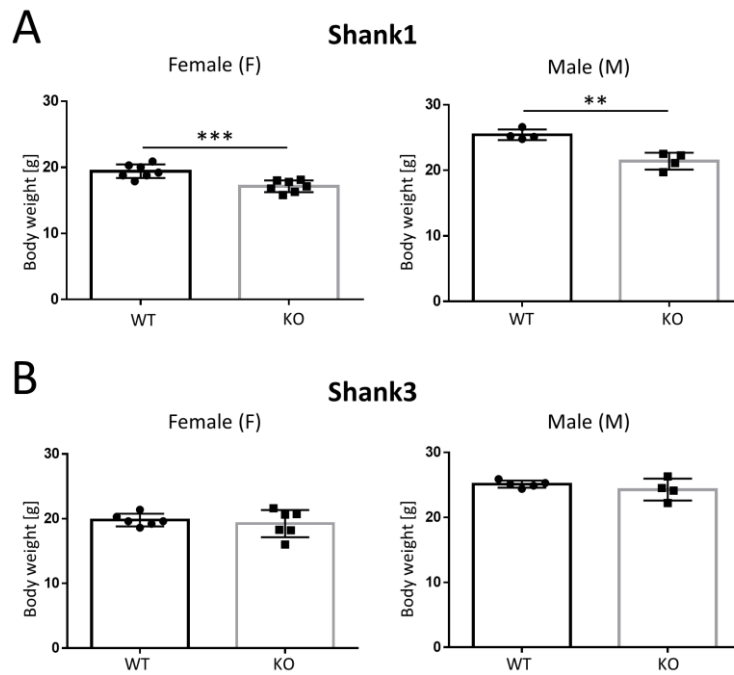 A
Shank1
Female (F)
Male (M)
Body weight [g]
30
20
10
0
***
WT
KO
Body weight [g]
30
20
10
0
**
WT
KO
B
Shank3
Female (F)
Male (M)
Body weight [g]
30
20
10
0
WT
KO
Body weight [g]
30
20
10
0
WT
KO